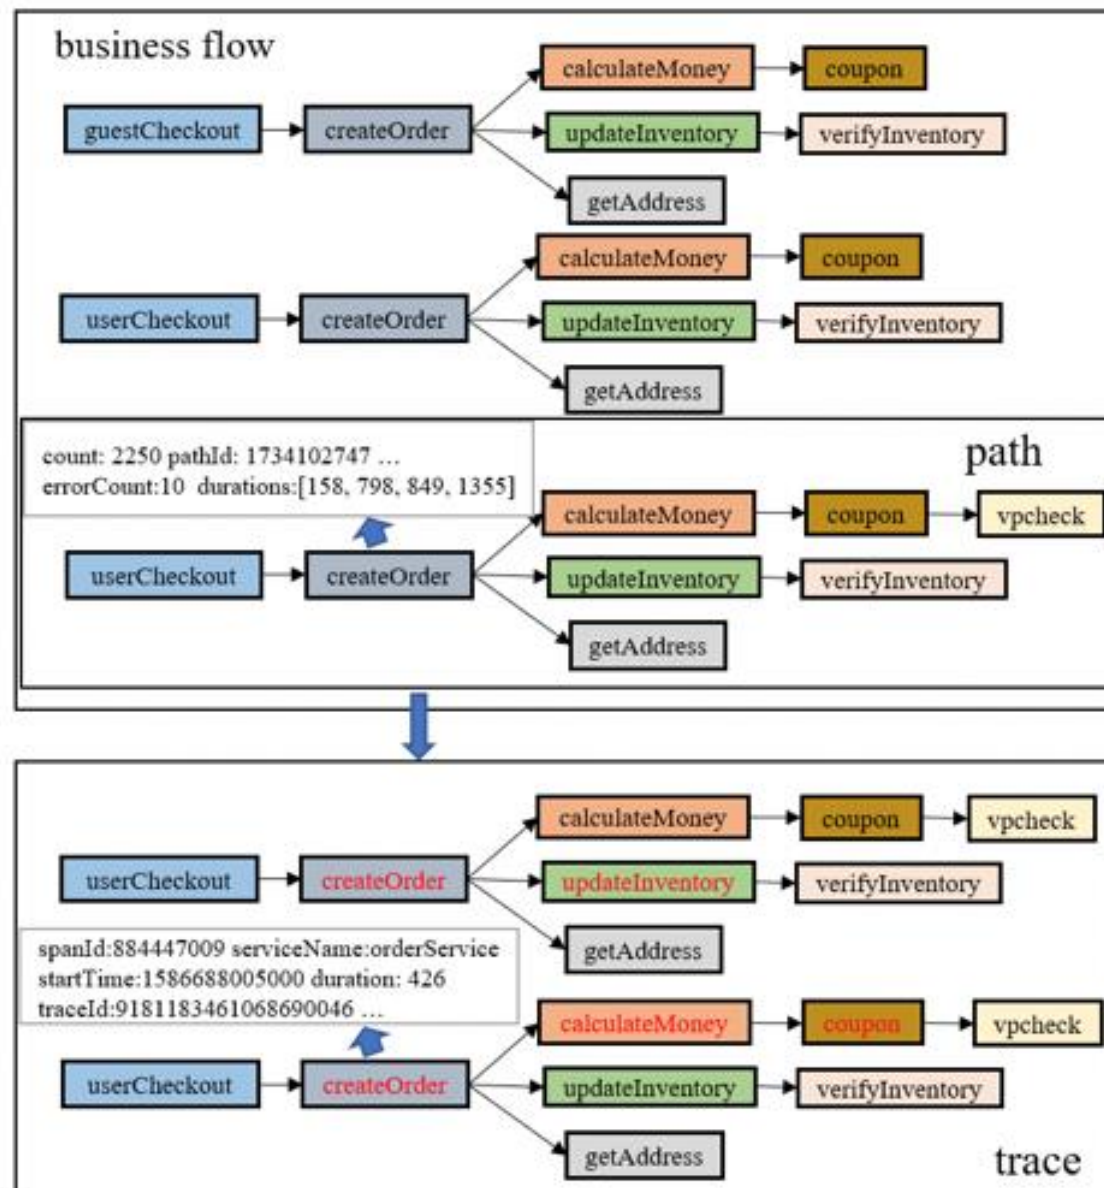 business flow
calculateMoney
coupon
guestCheckout
createOrder
updateInventory
verifyInventory
getAddress
calculateMoney
coupon
userCheckout
createOrder
updateInventory
verifyInventory
getAddress
path
count: 2250 pathId: 1734102747 ...
errorCount:10 durations:[158, 798, 849, 1355]
calculateMoney
coupon
vpcheck
userCheckout
createOrder
updateInventory
verifyInventory
getAddress
calculateMoney
coupon
vpcheck
userCheckout
createOrder
updateInventory
verifyInventory
getAddress
spanId:884447009 serviceName:orderService
startTime:1586688005000 duration: 426
traceId:9181183461068690046 ...
calculateMoney
coupon
vpcheck
userCheckout
createOrder
updateInventory
verifyInventory
getAddress
trace